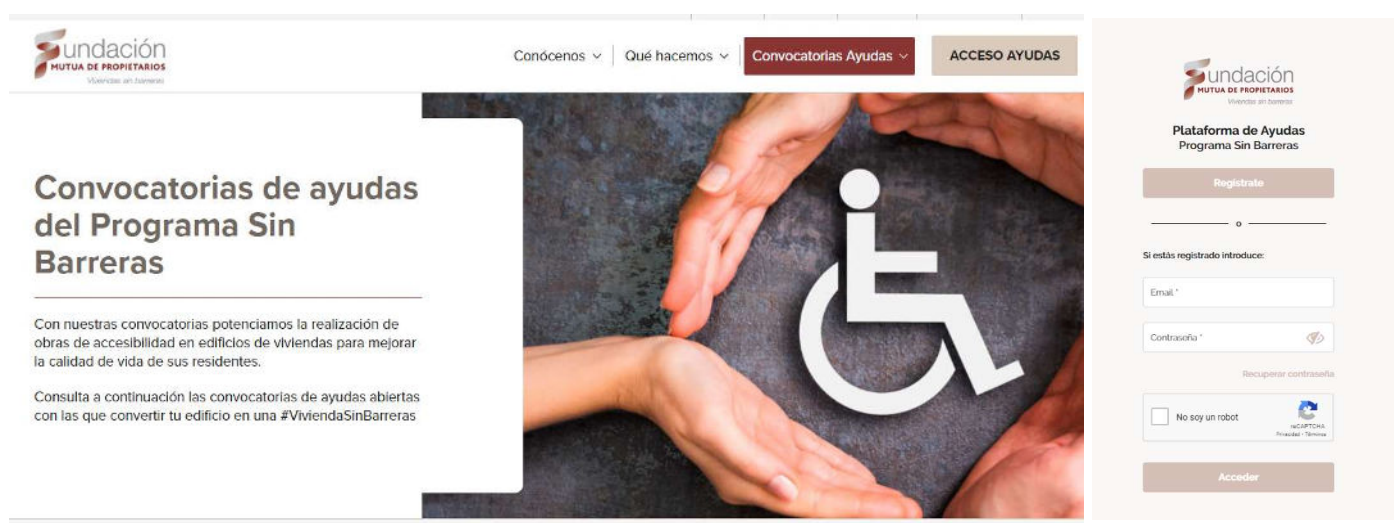 Fundación
MUTUA DE PROPIETARIOS
Viviendas sin barreras
Conócenos
Qué hacemos
Convocatorias Ayudas
ACCESO AYUDAS
Convocatorias de ayudas
del Programa Sin
Barreras
Con nuestras convocatorias potenciamos la realización de
obras de accesibilidad en edificios de viviendas para mejorar
la calidad de vida de sus residentes.
Consulta a continuación las convocatorias de ayudas abiertas
con las que convertir tu edificio en una #ViviendaSinBarreras
Fundación
MUTUA DE PROPIETARIOS
Viviendas sin barreras
Plataforma de Ayudas
Programa Sin Barreras
Regístrate
o
Si estás registrado introduce:
Email *
Contraseña *
Recuperar contraseña
No soy un robot
reCAPTCHA
Privacidad - Términos
Acceder